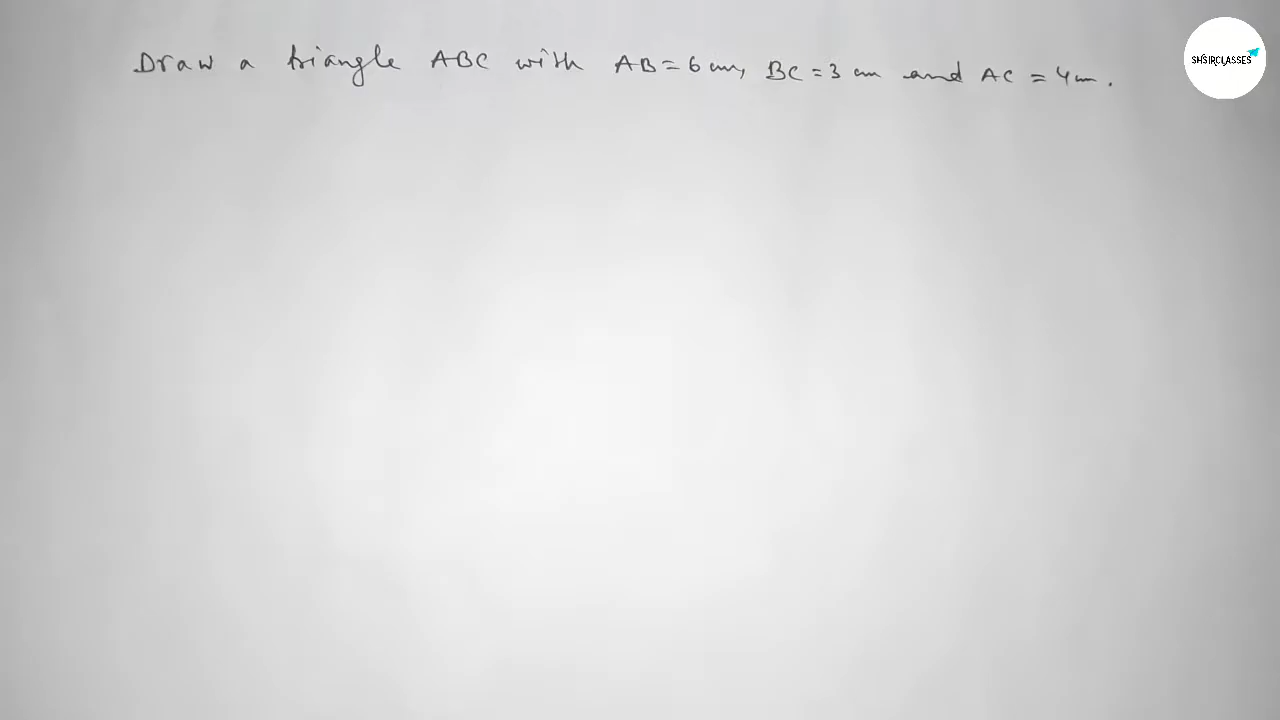 Draw a triangle ABC with AB = 6 cm, BC = 3 cm and AC = 4 cm.
SHSIRCLASSES